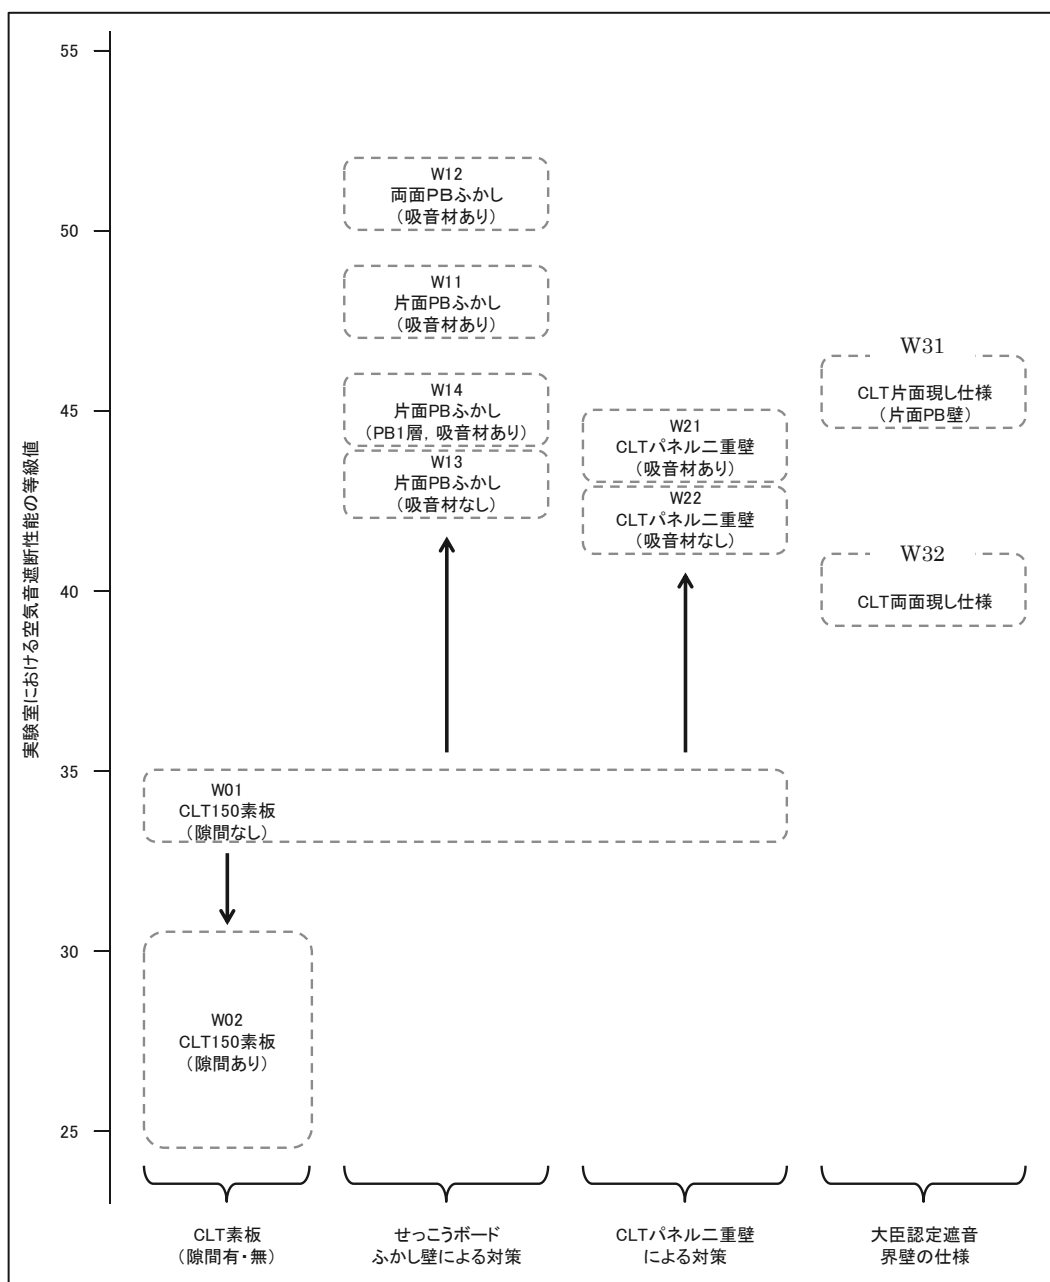 実験室における空気音遮断性能の等級値
55
50
45
40
35
30
25
W12
両面PBふかし
(吸音材あり)
W11
片面PBふかし
(吸音材あり)
W14
片面PBふかし
(PB1層, 吸音材あり)
W13
片面PBふかし
(吸音材なし)
W21
CLTパネル二重壁
(吸音材あり)
W22
CLTパネル二重壁
(吸音材なし)
W31
CLT片面現し仕様
(片面PB壁)
W32
CLT両面現し仕様
W01
CLT150素板
(隙間なし)
W02
CLT150素板
(隙間あり)
CLT素板
(隙間有・無)
せっこうボード
ふかし壁による対策
CLTパネル二重壁
による対策
大臣認定遮音
界壁の仕様